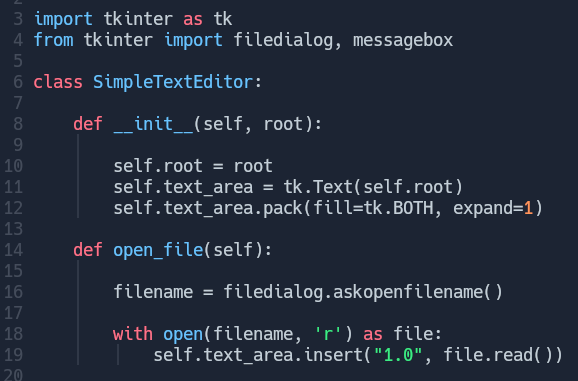 3 import tkinter as tk
4 from tkinter import filedialog, messagebox
5
6 class SimpleTextEditor:
7
8     def __init__(self, root):
9
10         self.root = root
11         self.text_area = tk.Text(self.root)
12         self.text_area.pack(fill=tk.BOTH, expand=1)
13
14     def open_file(self):
15
16         filename = filedialog.askopenfilename()
17
18         with open(filename, 'r') as file:
19             self.text_area.insert("1.0", file.read())
20